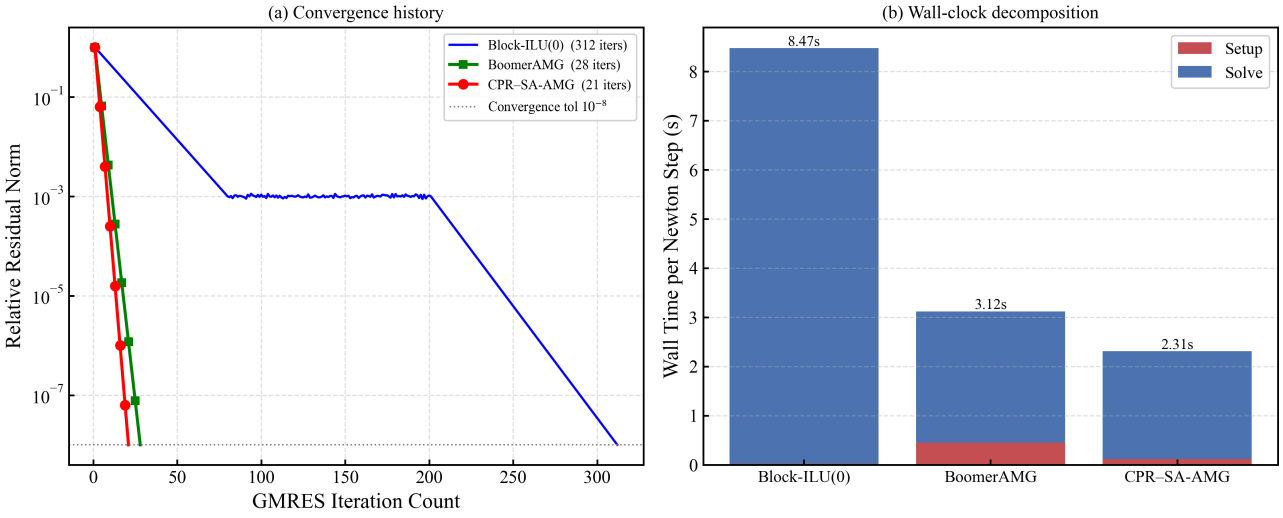 (a) Convergence history
Relative Residual Norm
10⁻¹
10⁻³
10⁻⁵
10⁻⁷
Block-ILU(0) (312 iters)
BoomerAMG (28 iters)
CPR–SA-AMG (21 iters)
Convergence tol 10⁻⁸
0 50 100 150 200 250 300
GMRES Iteration Count
(b) Wall-clock decomposition
Wall Time per Newton Step (s)
8
7
6
5
4
3
2
1
0
8.47s
3.12s
2.31s
Setup
Solve
Block-ILU(0) BoomerAMG CPR–SA-AMG